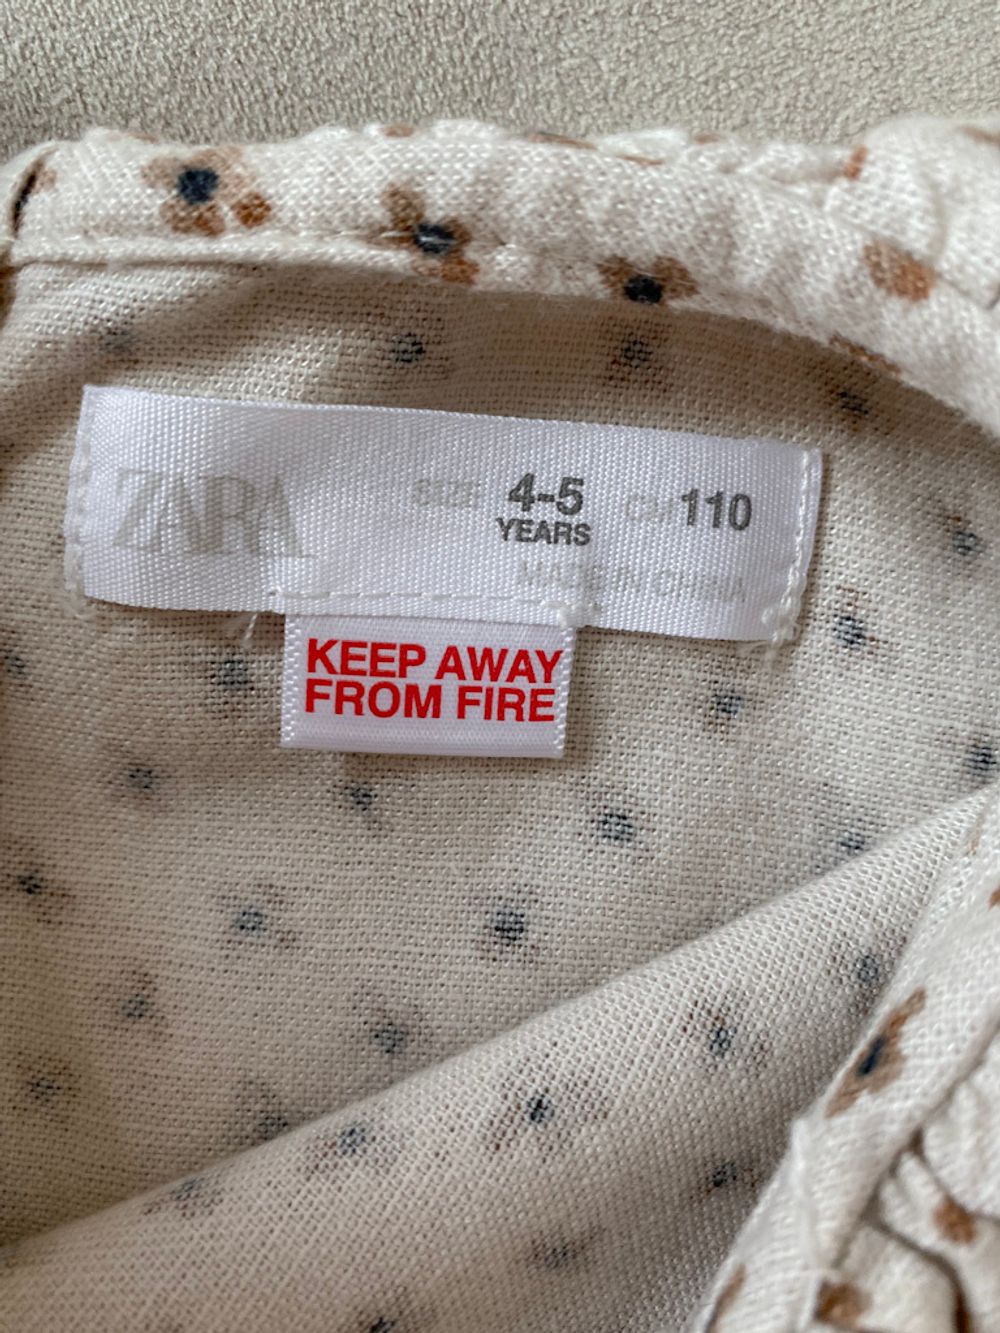 ZARA
SIZE 4-5 YEARS CM 110
MADE IN CHINA
KEEP AWAY
FROM FIRE